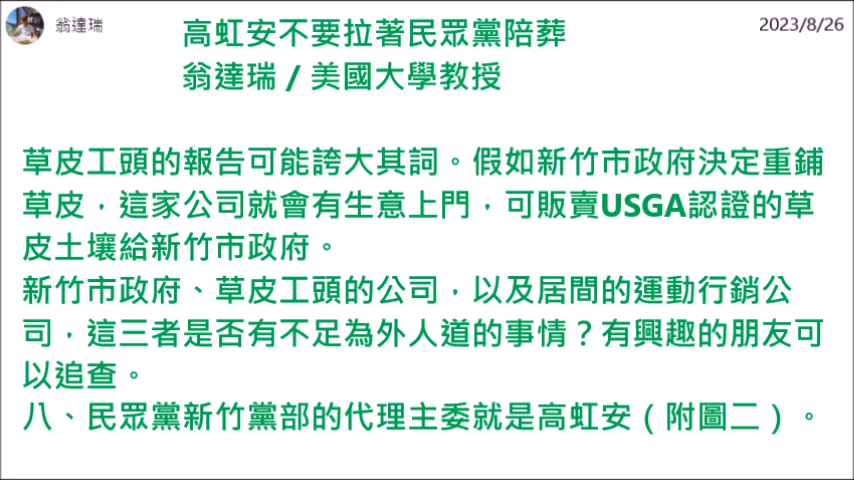 翁達瑞
2023/8/26
高虹安不要拉著民眾黨陪葬
翁達瑞 / 美國大學教授
草皮工頭的報告可能誇大其詞。假如新竹市政府決定重鋪
草皮，這家公司就會有生意上門，可販賣USGA認證的草
皮土壤給新竹市政府。
新竹市政府、草皮工頭的公司，以及居間的運動行銷公
司，這三者是否有不足為外人道的事情？有興趣的朋友可
以追查。
八、民眾黨新竹黨部的代理主委就是高虹安（附圖二）。